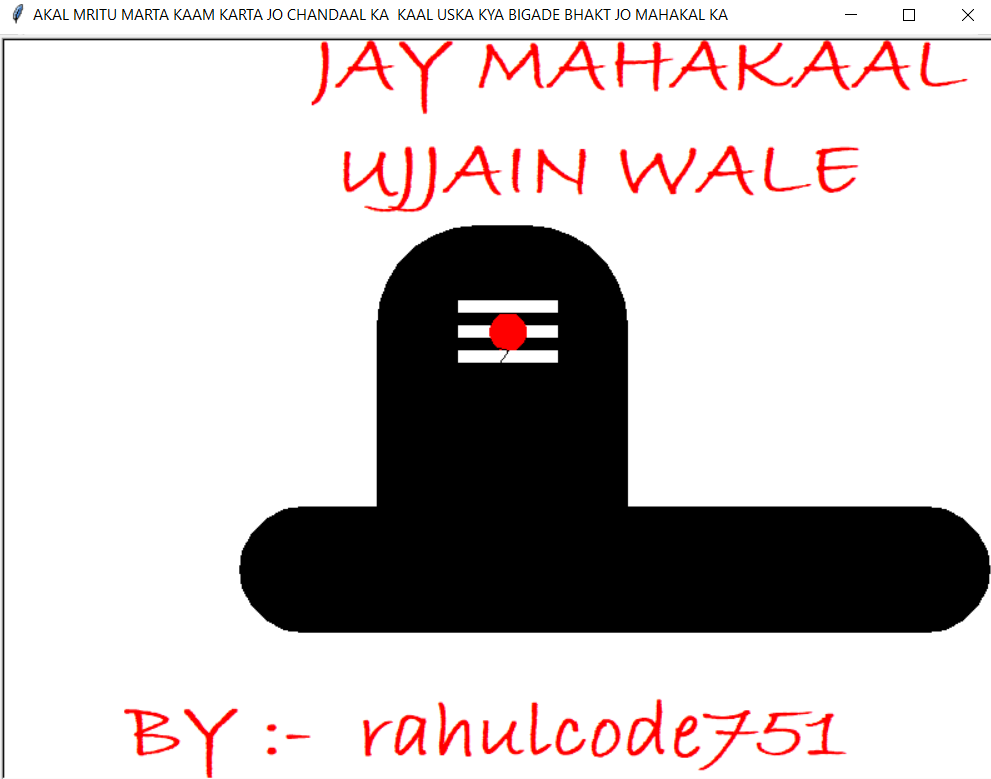 AKAL MRITU MARTA KAAM KARTA JO CHANDAAL KA  KAAL USKA KYA BIGADE BHAKT JO MAHAKAL KA
JAY MAHAKAAL
UJJAIN WALE
BY :- rahulcode751